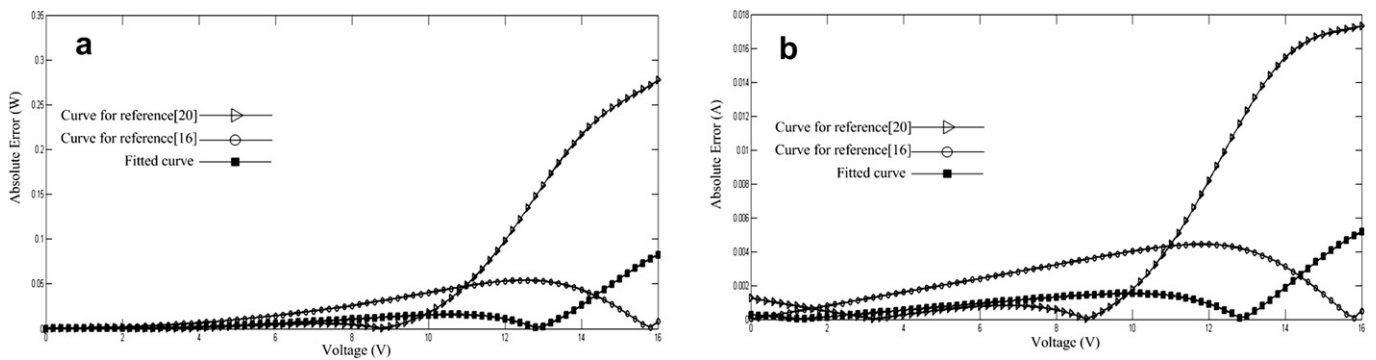 a
0.35
0.3
0.25
0.2
0.15
0.1
0.05
0
Absolute Error (W)
Curve for reference[20]
Curve for reference[16]
Fitted curve
0 2 4 6 8 10 12 14 16
Voltage (V)
b
0.018
0.016
0.014
0.012
0.01
0.008
0.006
0.004
0.002
0
Absolute Error (A)
Curve for reference[20]
Curve for reference[16]
Fitted curve
0 2 4 6 8 10 12 14 16
Voltage (V)